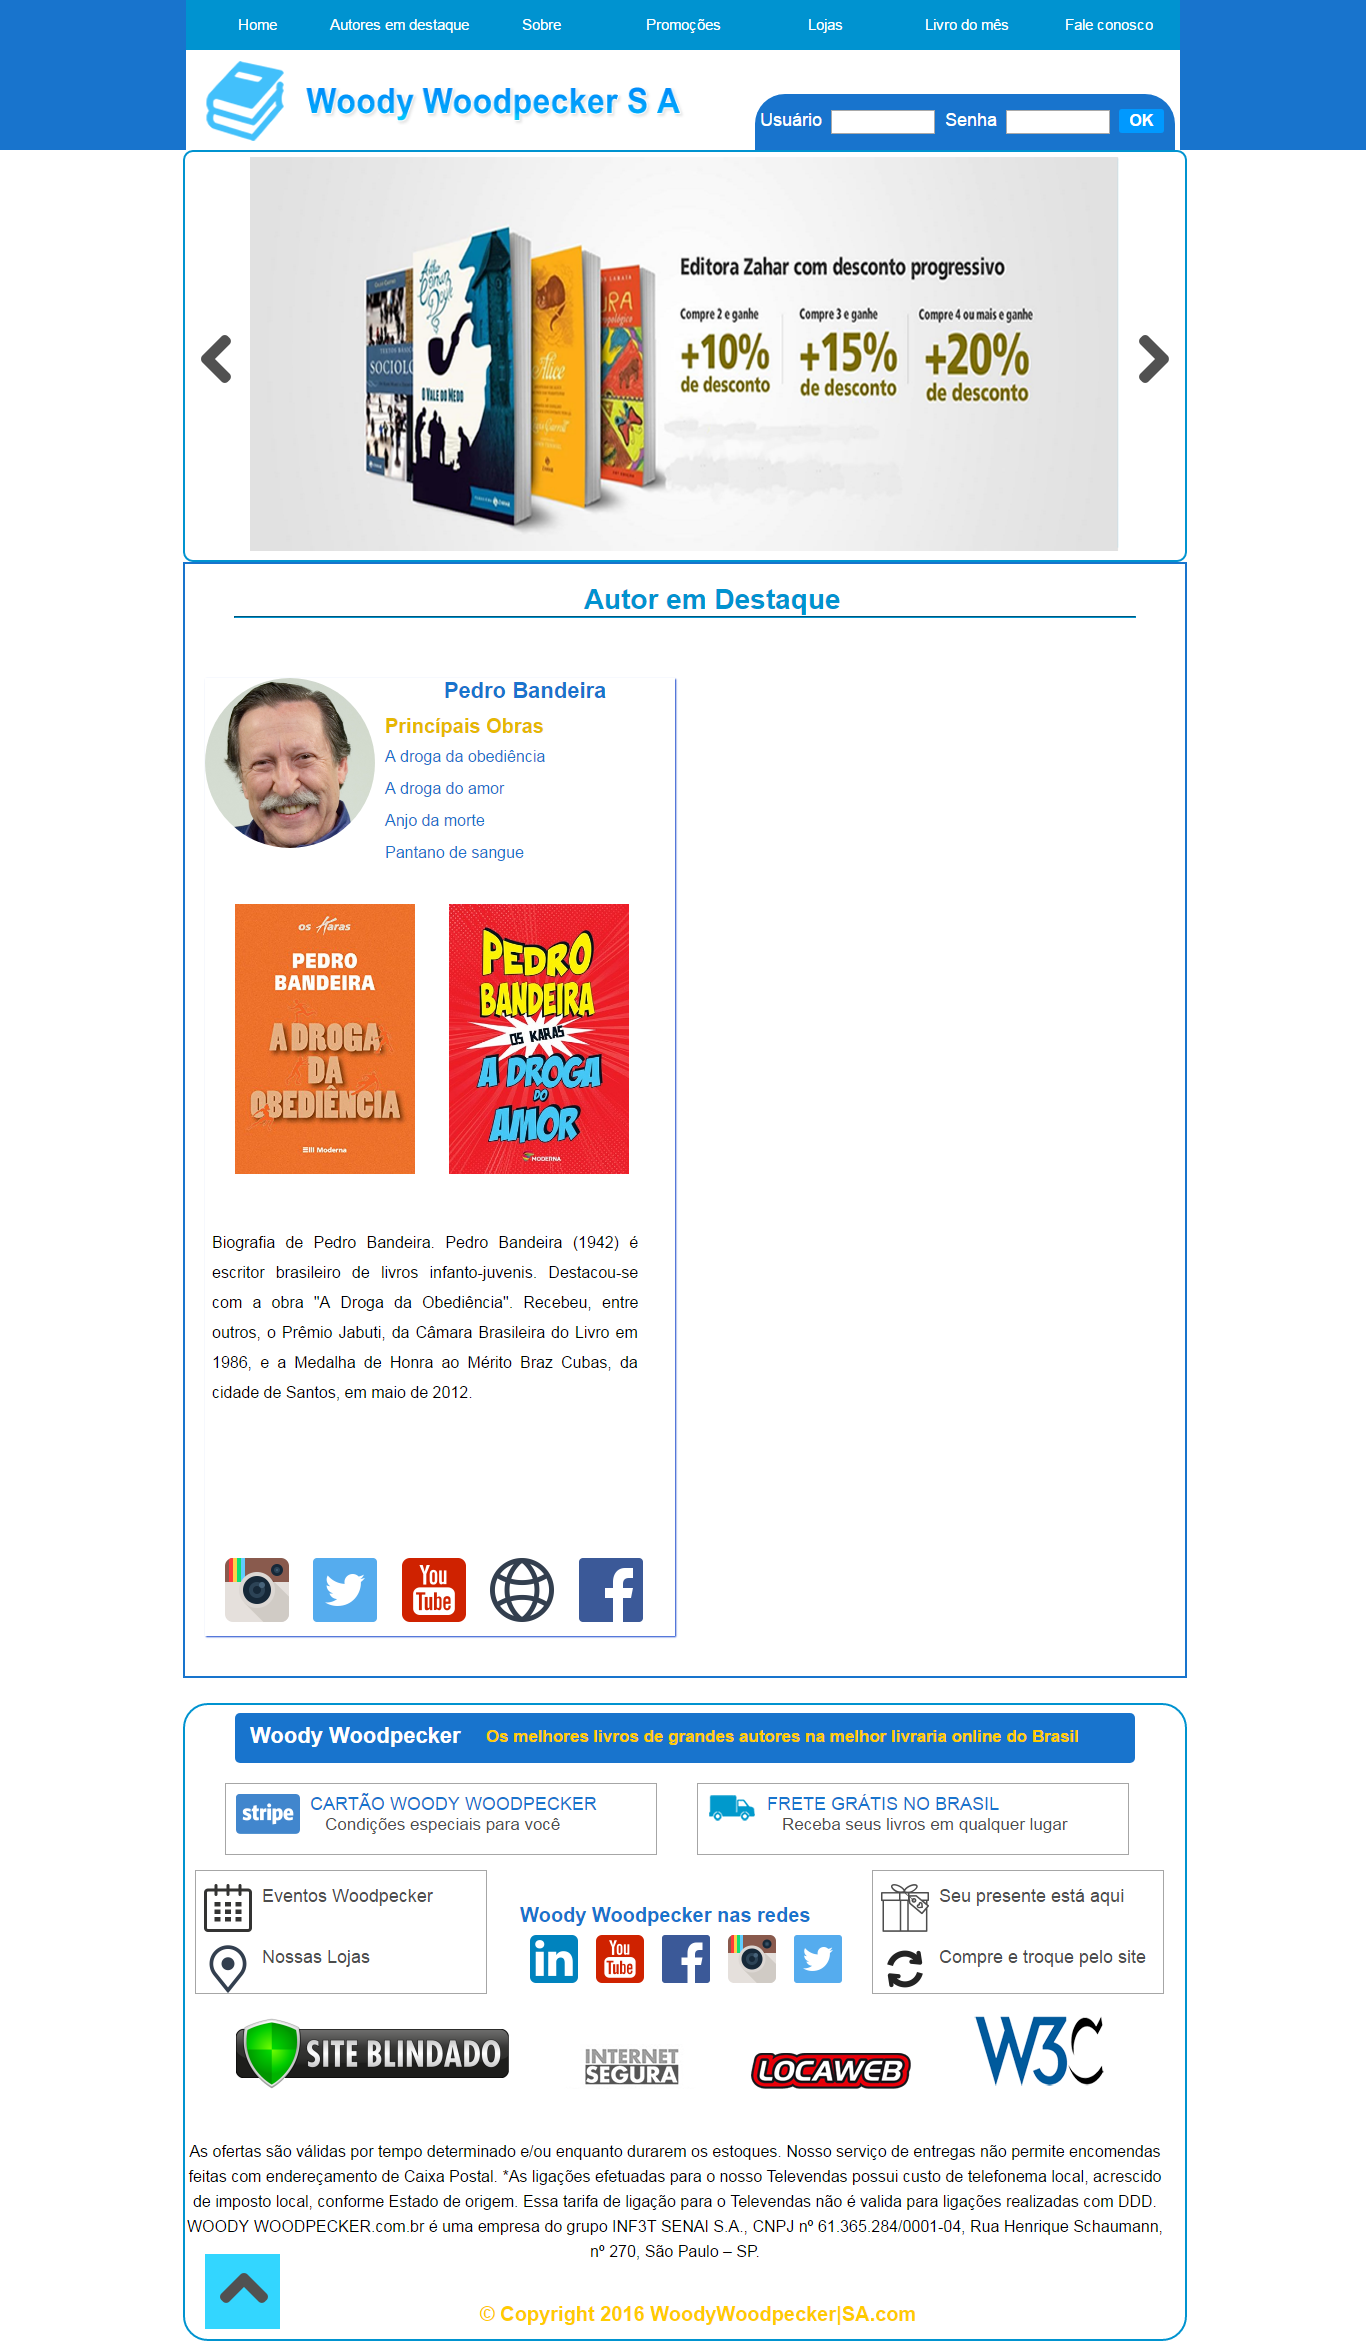 Home Autores em destaque Sobre Promoções Lojas Livro do mês Fale conosco
Woody Woodpecker S A
Usuário Senha OK
Editora Zahar com desconto progressivo
Compre 2 e ganhe Compre 3 e ganhe Compre 4 ou mais e ganhe
+10% +15% +20%
de desconto de desconto de desconto
O VALE DO MEDO
Alice
Autor em Destaque
Pedro Bandeira
Princípais Obras
A droga da obediência
A droga do amor
Anjo da morte
Pantano de sangue
os Karas
PEDRO
BANDEIRA
A DROGA
DA
OBEDIÊNCIA
Moderna
PEDRO
BANDEIRA
OS KARAS
A DROGA
DO
AMOR
MODERNA
Biografia de Pedro Bandeira. Pedro Bandeira (1942) é
escritor brasileiro de livros infanto-juvenis. Destacou-se
com a obra "A Droga da Obediência". Recebeu, entre
outros, o Prêmio Jabuti, da Câmara Brasileira do Livro em
1986, e a Medalha de Honra ao Mérito Braz Cubas, da
cidade de Santos, em maio de 2012.
You
Tube
Woody Woodpecker Os melhores livros de grandes autores na melhor livraria online do Brasil
stripe CARTÃO WOODY WOODPECKER
Condições especiais para você
FRETE GRÁTIS NO BRASIL
Receba seus livros em qualquer lugar
Eventos Woodpecker
Nossas Lojas
Woody Woodpecker nas redes
in
You
Tube
Seu presente está aqui
Compre e troque pelo site
SITE BLINDADO
INTERNET
SEGURA
LOCAWEB
W3C
As ofertas são válidas por tempo determinado e/ou enquanto durarem os estoques. Nosso serviço de entregas não permite encomendas
feitas com endereçamento de Caixa Postal. *As ligações efetuadas para o nosso Televendas possui custo de telefonema local, acrescido
de imposto local, conforme Estado de origem. Essa tarifa de ligação para o Televendas não é valida para ligações realizadas com DDD.
WOODY WOODPECKER.com.br é uma empresa do grupo INF3T SENAI S.A., CNPJ nº 61.365.284/0001-04, Rua Henrique Schaumann,
nº 270, São Paulo – SP.
© Copyright 2016 WoodyWoodpecker|SA.com